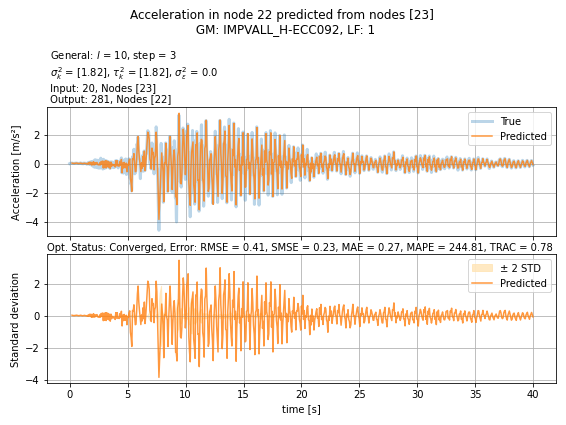 Acceleration in node 22 predicted from nodes [23]
GM: IMPVALL_H-ECC092, LF: 1
General: l = 10, step = 3
σ²ₖ = [1.82], τ²ₖ = [1.82], σ²ε = 0.0
Input: 20, Nodes [23]
Output: 281, Nodes [22]
Acceleration [m/s²]
2
0
−2
−4
True
Predicted
Opt. Status: Converged, Error: RMSE = 0.41, SMSE = 0.23, MAE = 0.27, MAPE = 244.81, TRAC = 0.78
Standard deviation
2
0
−2
−4
± 2 STD
Predicted
0 5 10 15 20 25 30 35 40
time [s]